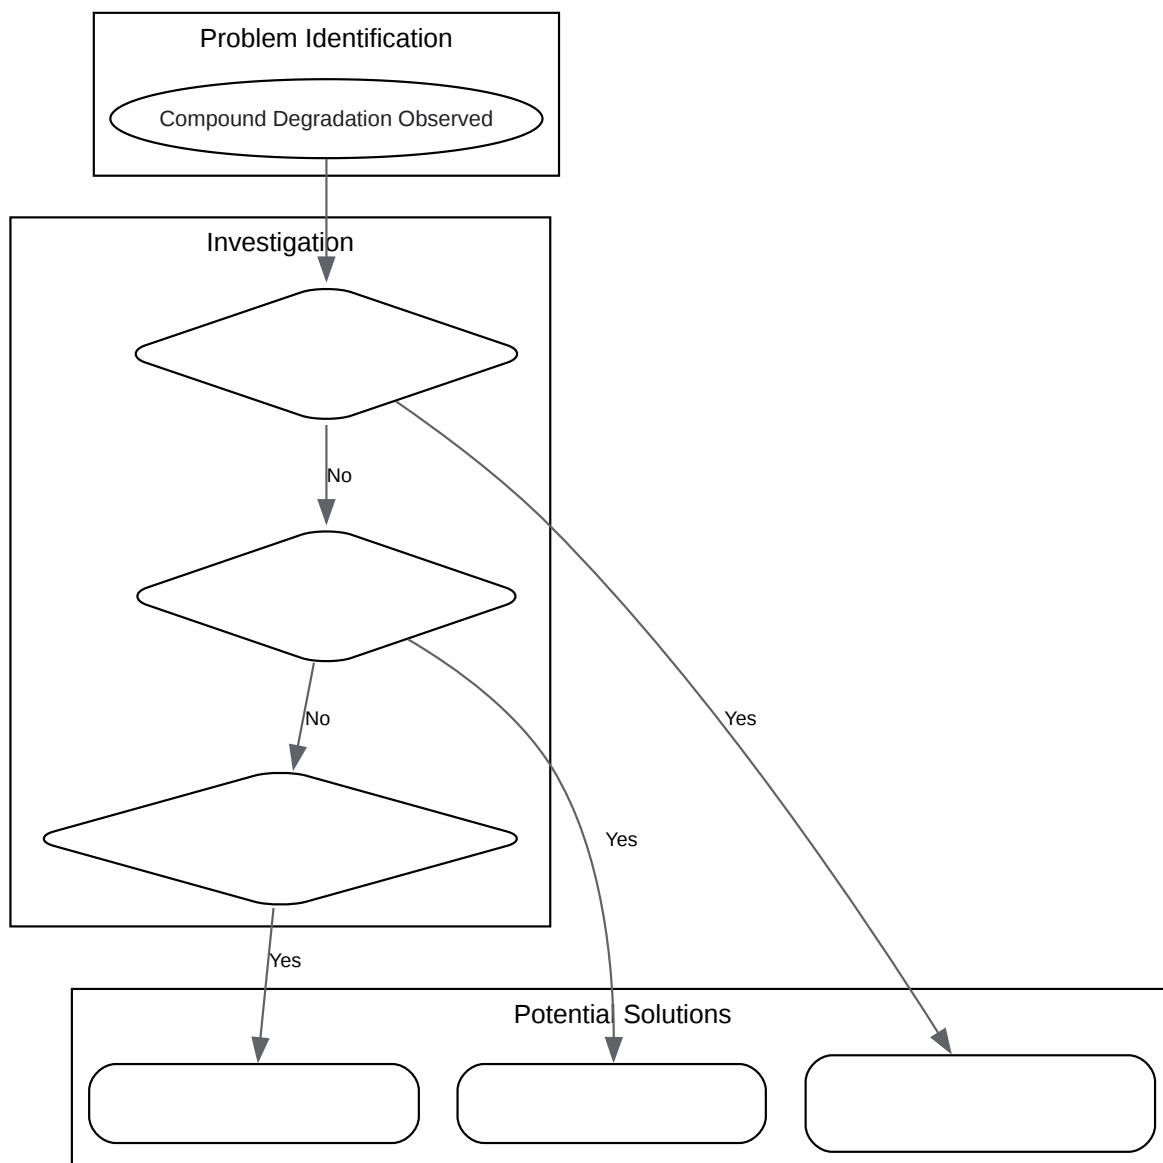 Problem Identification
Compound Degradation Observed
Investigation
No
No
Yes
Yes
Yes
Potential Solutions